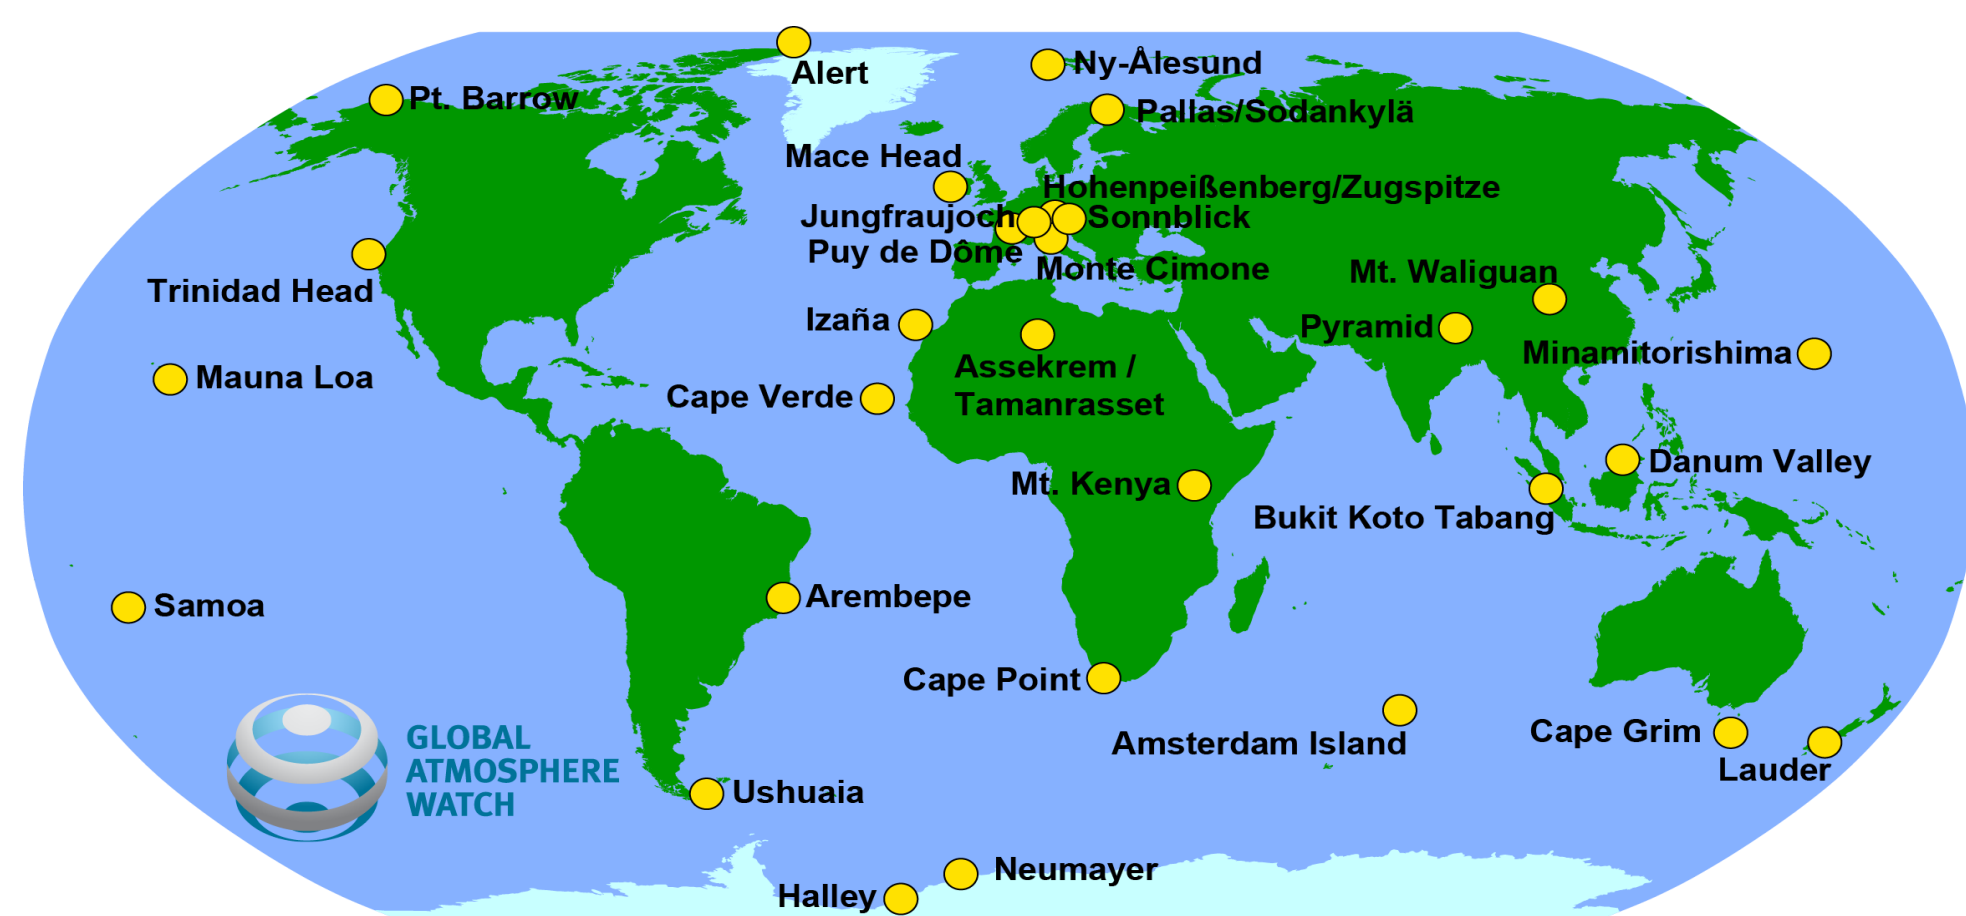 Alert
Ny-Ålesund
Pt. Barrow
Pallas/Sodankylä
Mace Head
Hohenpeißenberg/Zugspitze
Jungfraujoch
Sonnblick
Puy de Dôme
Monte Cimone
Mt. Waliguan
Trinidad Head
Izaña
Pyramid
Minamitorishima
Assekrem /
Tamanrasset
Mauna Loa
Cape Verde
Danum Valley
Mt. Kenya
Bukit Koto Tabang
Samoa
Arembepe
Cape Point
Amsterdam Island
Cape Grim
Lauder
GLOBAL
ATMOSPHERE
WATCH
Ushuaia
Neumayer
Halley